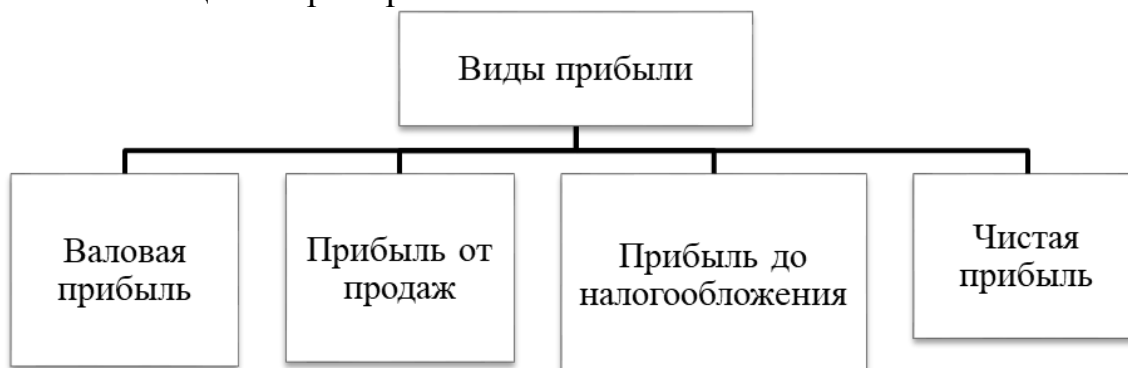 Виды прибыли
Валовая
прибыль
Прибыль от
продаж
Прибыль до
налогообложения
Чистая
прибыль